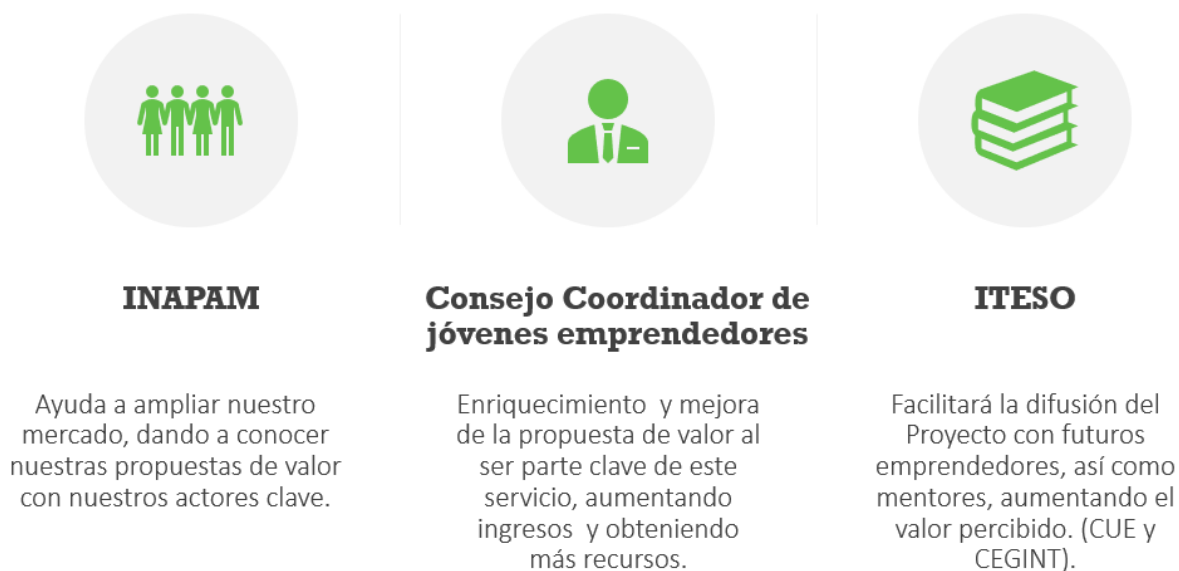 INAPAM
Ayuda a ampliar nuestro
mercado, dando a conocer
nuestras propuestas de valor
con nuestros actores clave.
Consejo Coordinador de
jóvenes emprendedores
Enriquecimiento y mejora
de la propuesta de valor al
ser parte clave de este
servicio, aumentando
ingresos y obteniendo
más recursos.
ITESO
Facilitará la difusión del
Proyecto con futuros
emprendedores, así como
mentores, aumentando el
valor percibido. (CUE y
CEGINT).